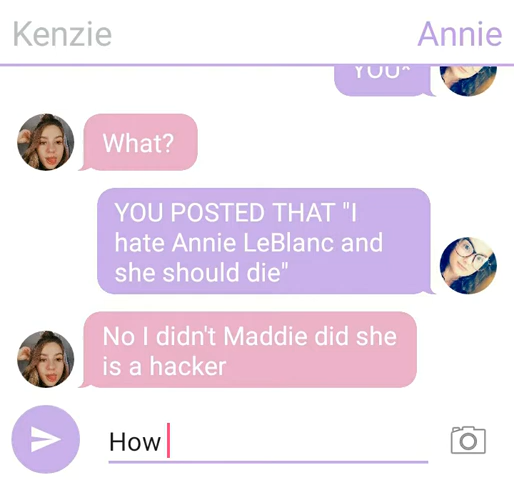 Kenzie Annie
YOU*
What?
YOU POSTED THAT "I
hate Annie LeBlanc and
she should die"
No I didn't Maddie did she
is a hacker
How